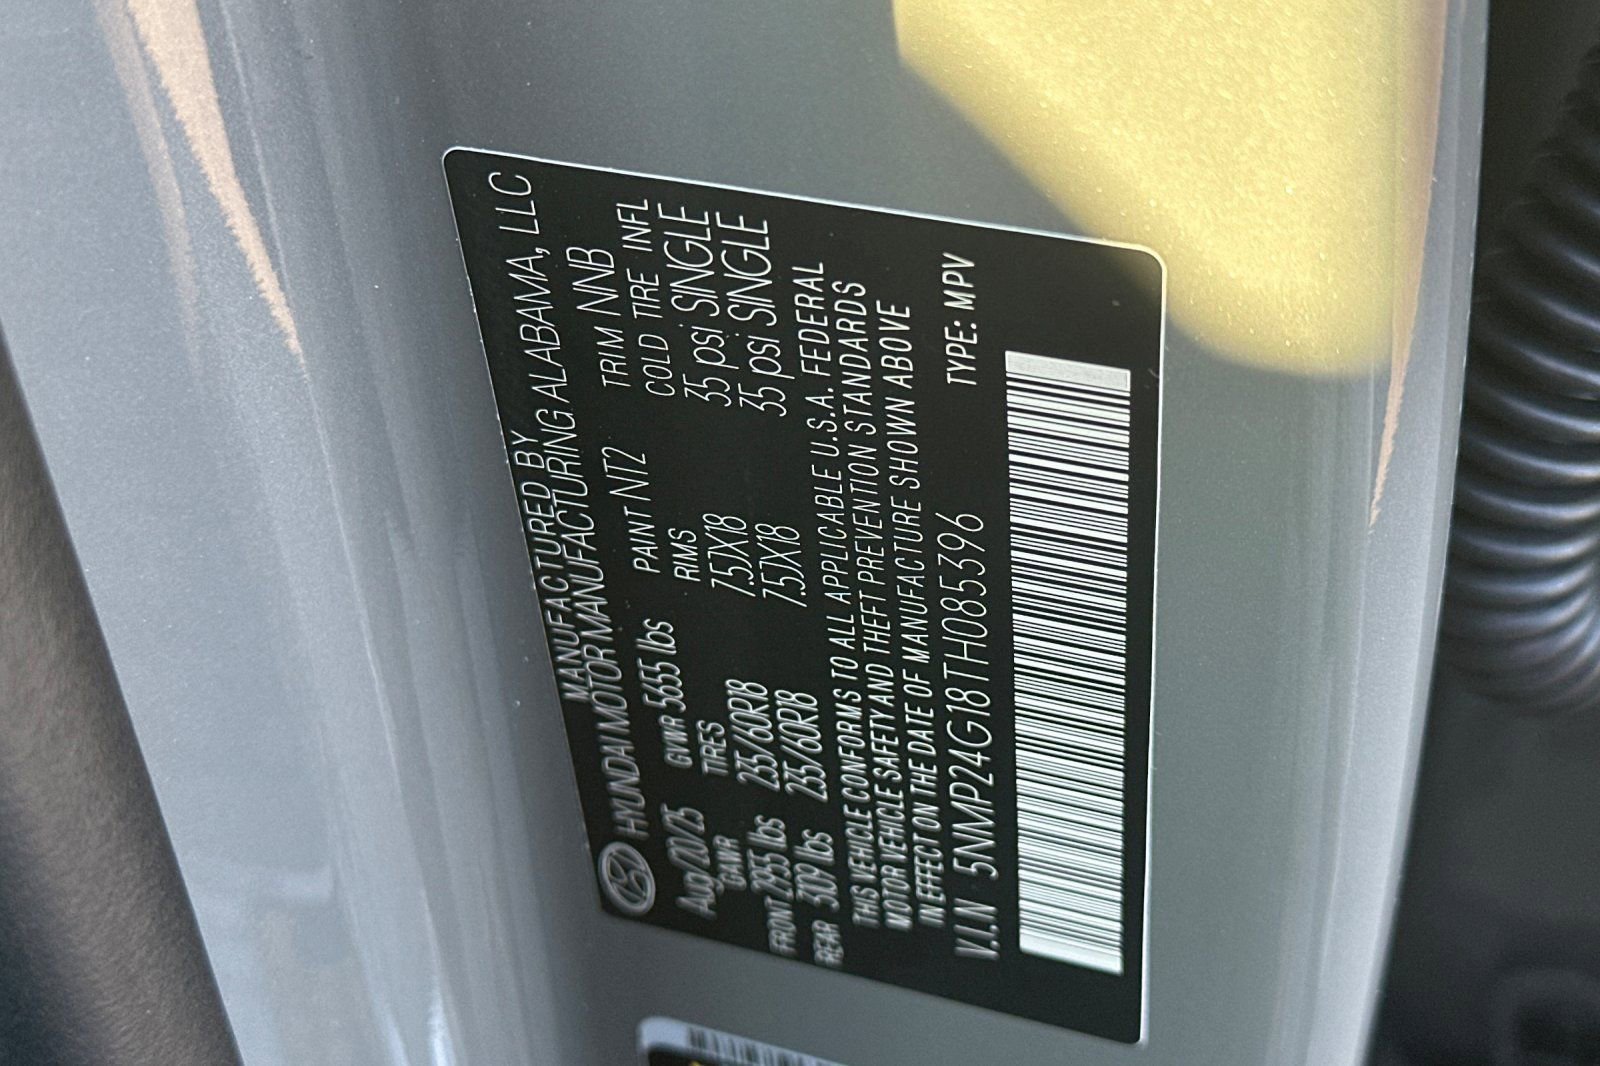 MANUFACTURED BY
HYUNDAI MOTOR MANUFACTURING ALABAMA, LLC
Aug/20/25 GVWR 5655 lbs PAINT NT2 TRIM NNB
GAWR TIRES RIMS COLD TIRE INFL
FRONT 2955 lbs 235/60R18 7.5JX18 35 psi SINGLE
REAR 3109 lbs 235/60R18 7.5JX18 35 psi SINGLE
THIS VEHICLE CONFORMS TO ALL APPLICABLE U.S.A. FEDERAL
MOTOR VEHICLE SAFETY AND THEFT PREVENTION STANDARDS
IN EFFECT ON THE DATE OF MANUFACTURE SHOWN ABOVE
V.I.N 5NMP24G18TH085396 TYPE: MPV